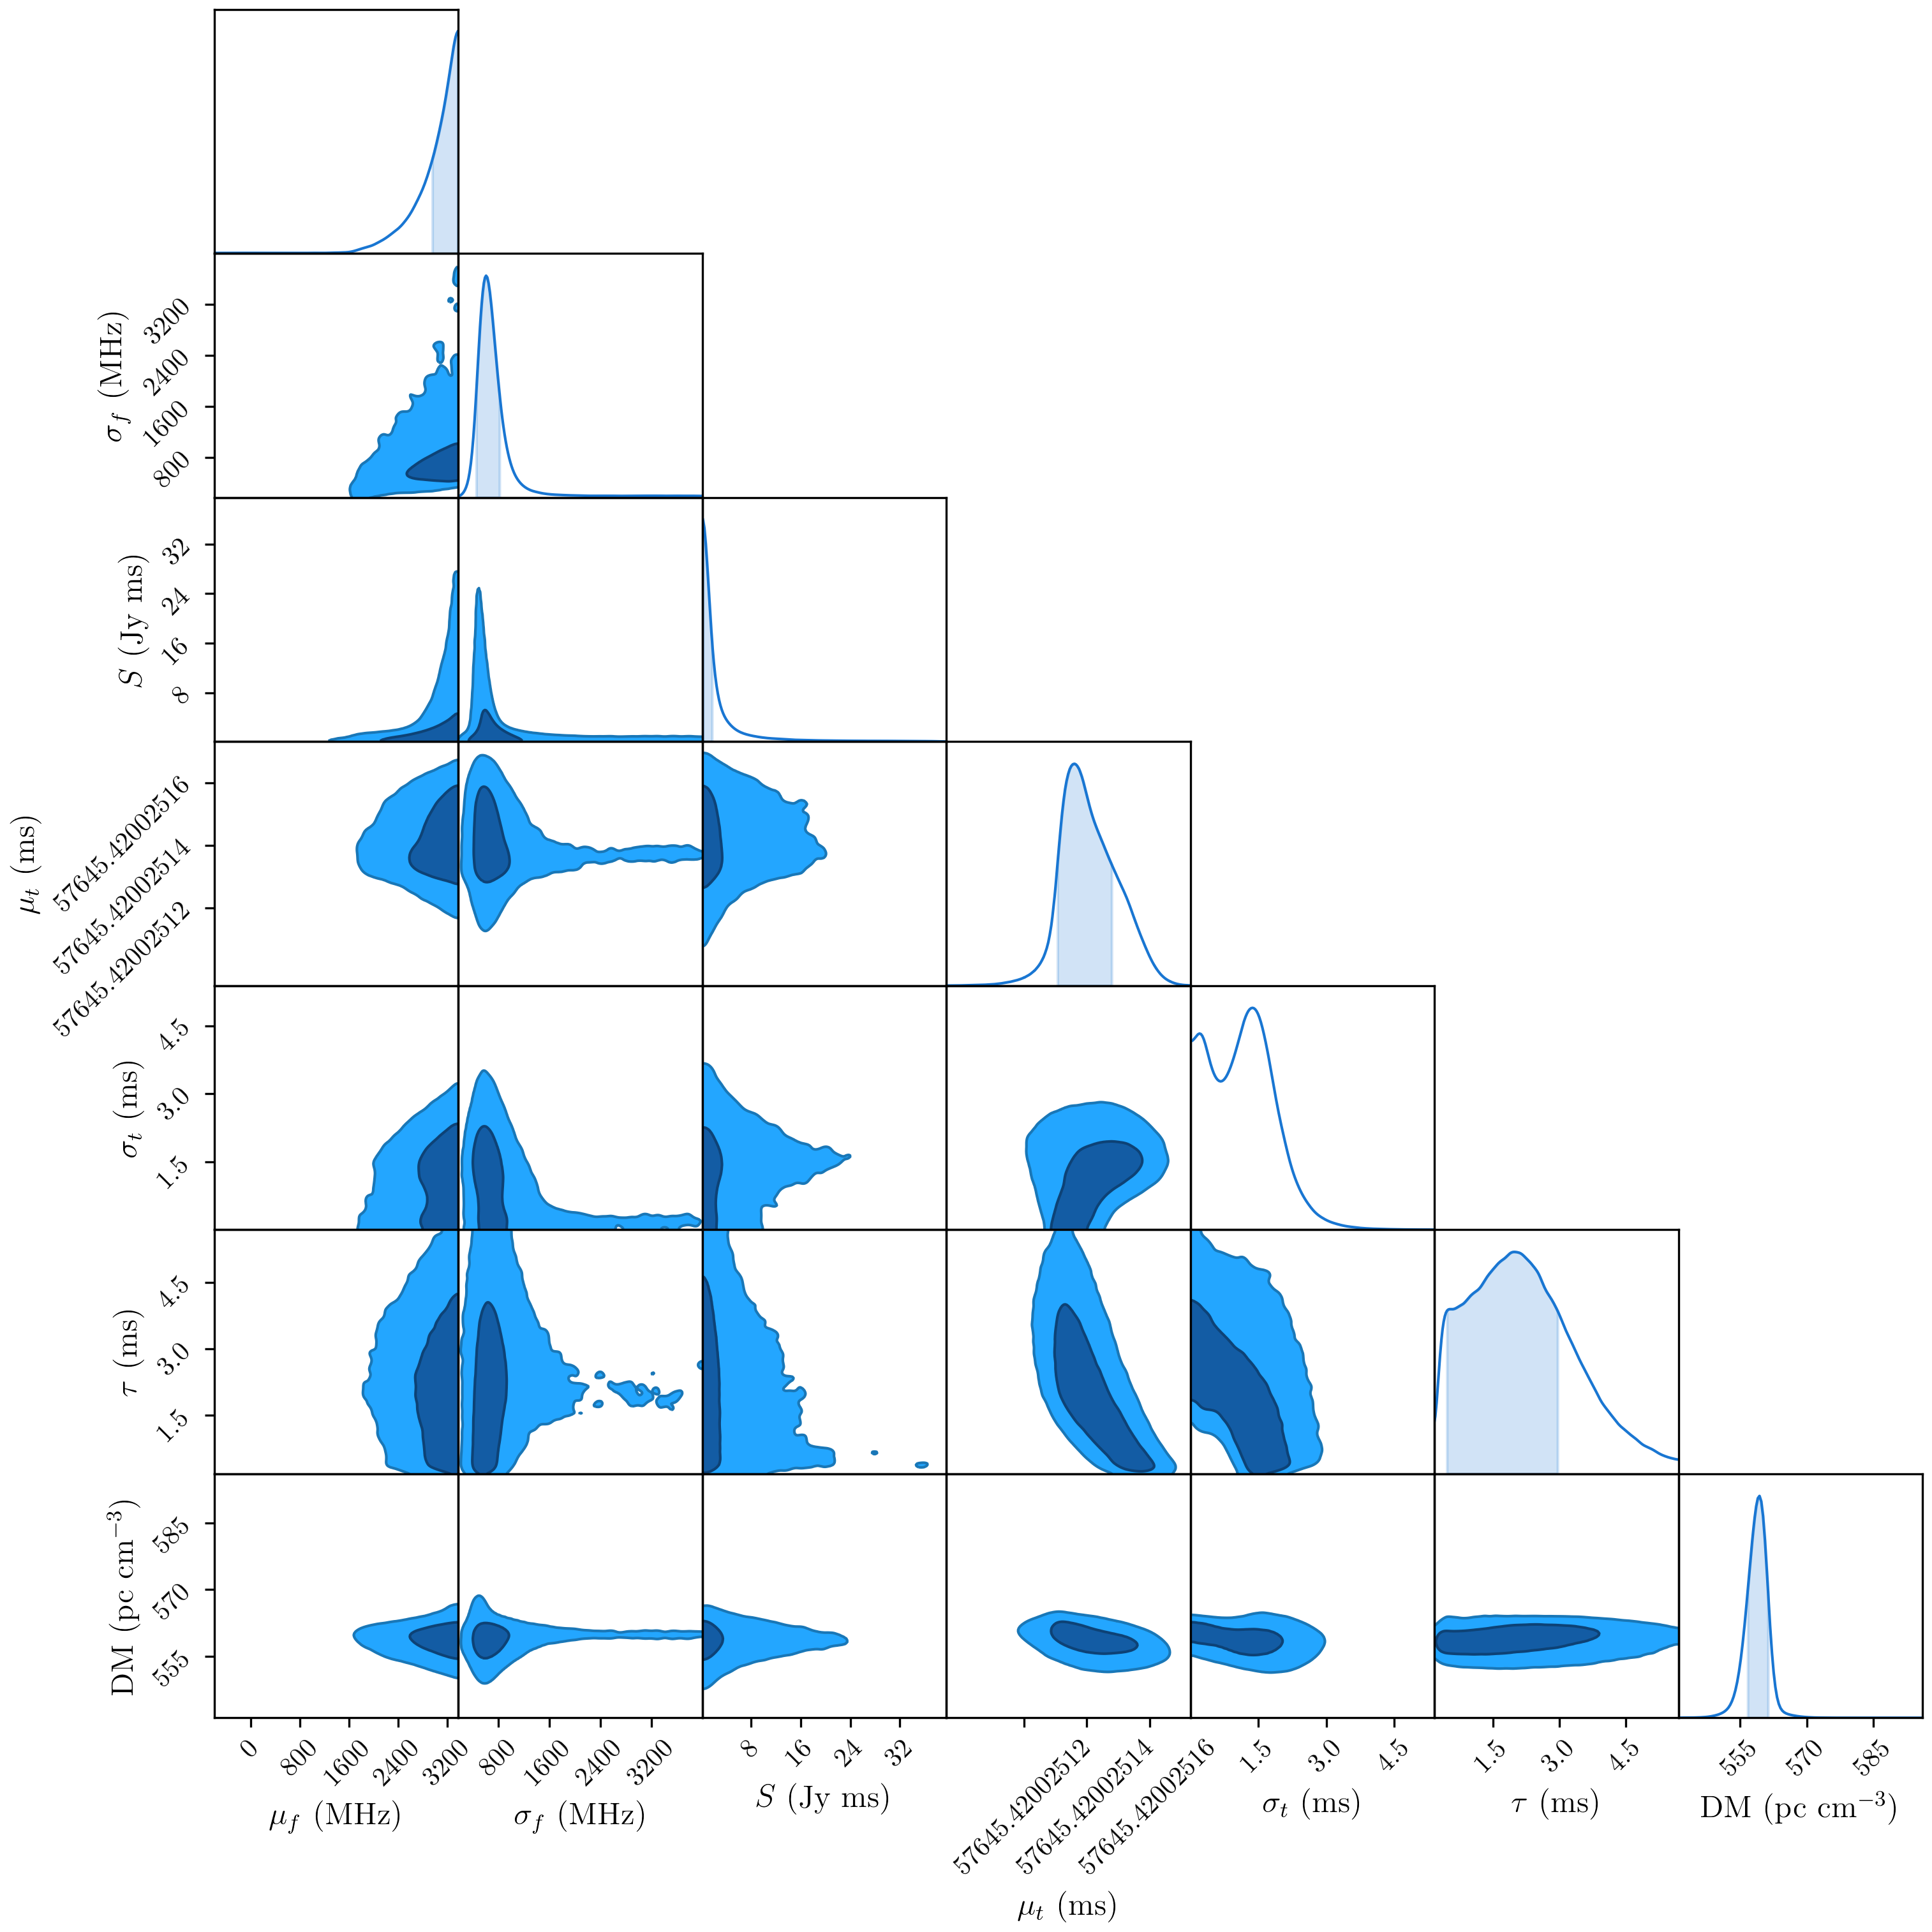 σ_f (MHz)
3200
2400
1600
800
S (Jy ms)
32
24
16
8
μ_t (ms)
57645.42002516
57645.42002514
57645.42002512
σ_t (ms)
4.5
3.0
1.5
τ (ms)
4.5
3.0
1.5
DM (pc cm⁻³)
585
570
555
0 800 1600 2400 3200
800 1600 2400 3200
8 16 24 32
57645.42002512 57645.42002514 57645.42002516
1.5 3.0 4.5
1.5 3.0 4.5
555 570 585
μ_f (MHz)
σ_f (MHz)
S (Jy ms)
μ_t (ms)
σ_t (ms)
τ (ms)
DM (pc cm⁻³)